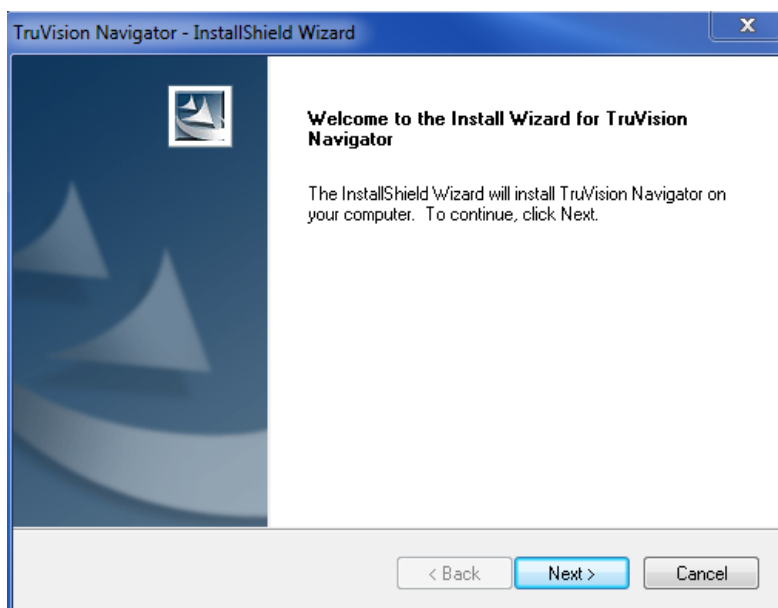 TruVision Navigator - InstallShield Wizard
X
Welcome to the Install Wizard for TruVision
Navigator
The InstallShield Wizard will install TruVision Navigator on
your computer. To continue, click Next.
< Back
Next >
Cancel